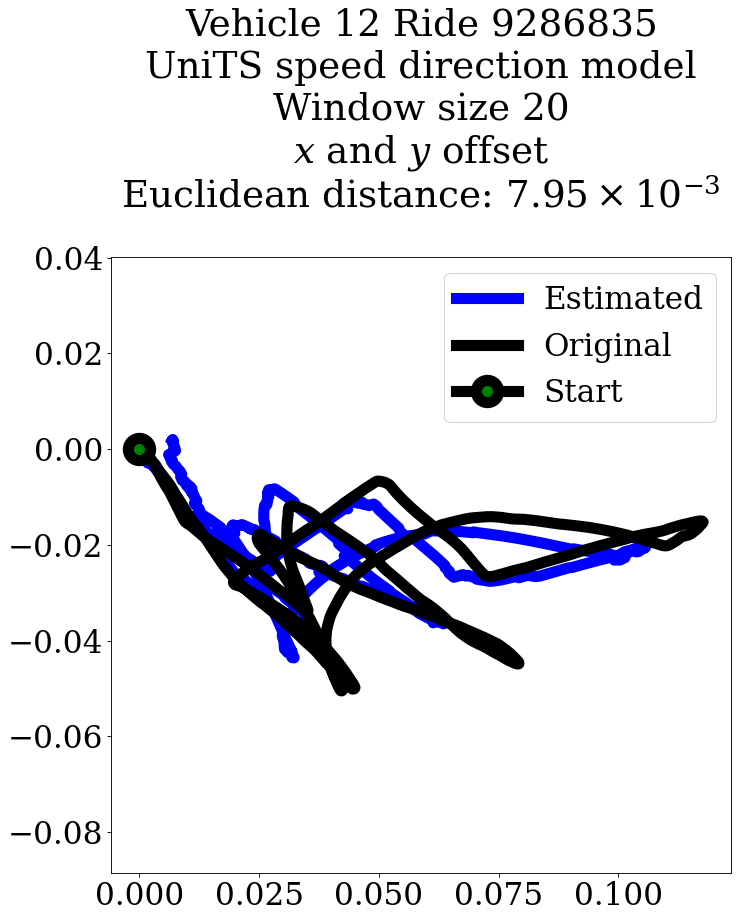 Vehicle 12 Ride 9286835
UniTS speed direction model
Window size 20
x and y offset
Euclidean distance: 7.95 × 10⁻³
0.04
0.02
0.00
−0.02
−0.04
−0.06
−0.08
Estimated
Original
Start
0.000 0.025 0.050 0.075 0.100